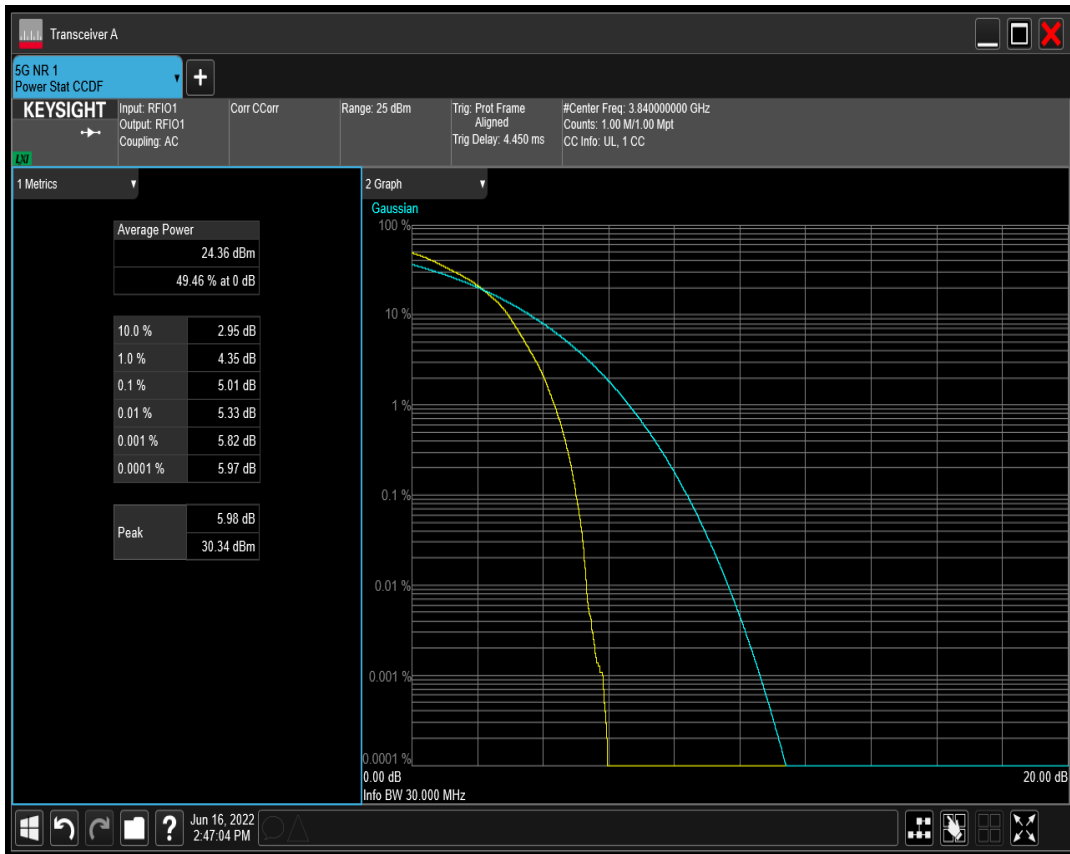 Transceiver A
5G NR 1
Power Stat CCDF
+
KEYSIGHT
LXI
Input: RFIO1
Output: RFIO1
Coupling: AC
Corr CCorr
Range: 25 dBm
Trig: Prot Frame
Aligned
Trig Delay: 4.450 ms
#Center Freq: 3.840000000 GHz
Counts: 1.00 M/1.00 Mpt
CC Info: UL, 1 CC
1 Metrics
Average Power
24.36 dBm
49.46 % at 0 dB
10.0 % 2.95 dB
1.0 % 4.35 dB
0.1 % 5.01 dB
0.01 % 5.33 dB
0.001 % 5.82 dB
0.0001 % 5.97 dB
Peak
5.98 dB
30.34 dBm
2 Graph
Gaussian
100 %
10 %
1 %
0.1 %
0.01 %
0.001 %
0.0001 %
0.00 dB 20.00 dB
Info BW 30.000 MHz
?
Jun 16, 2022
2:47:04 PM